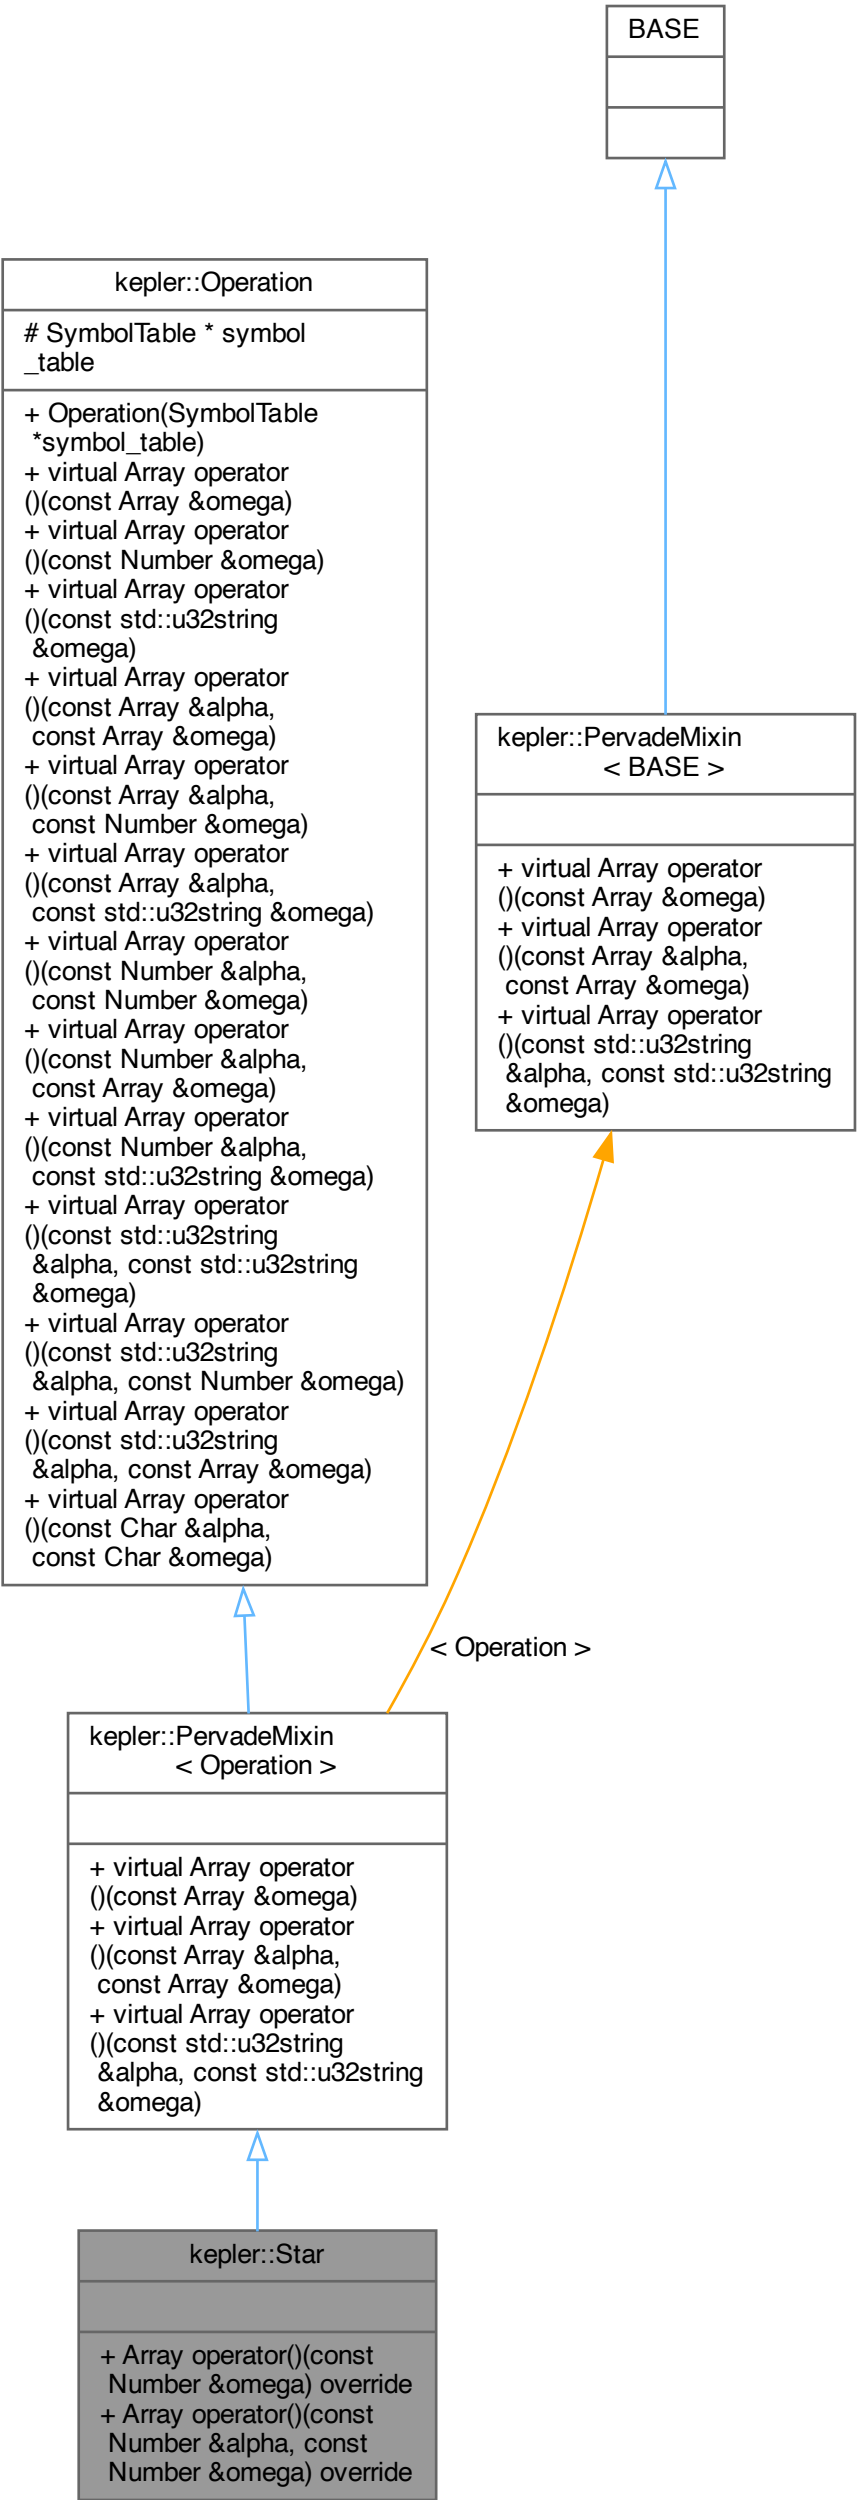 BASE
kepler::Operation
# SymbolTable * symbol
_table
+ Operation(SymbolTable
*symbol_table)
+ virtual Array operator
()(const Array &omega)
+ virtual Array operator
()(const Number &omega)
+ virtual Array operator
()(const std::u32string
&omega)
+ virtual Array operator
()(const Array &alpha,
const Array &omega)
+ virtual Array operator
()(const Array &alpha,
const Number &omega)
+ virtual Array operator
()(const Array &alpha,
const std::u32string &omega)
+ virtual Array operator
()(const Number &alpha,
const Number &omega)
+ virtual Array operator
()(const Number &alpha,
const Array &omega)
+ virtual Array operator
()(const Number &alpha,
const std::u32string &omega)
+ virtual Array operator
()(const std::u32string
&alpha, const std::u32string
&omega)
+ virtual Array operator
()(const std::u32string
&alpha, const Number &omega)
+ virtual Array operator
()(const std::u32string
&alpha, const Array &omega)
+ virtual Array operator
()(const Char &alpha,
const Char &omega)
kepler::PervadeMixin
< BASE >
+ virtual Array operator
()(const Array &omega)
+ virtual Array operator
()(const Array &alpha,
const Array &omega)
+ virtual Array operator
()(const std::u32string
&alpha, const std::u32string
&omega)
< Operation >
kepler::PervadeMixin
< Operation >
+ virtual Array operator
()(const Array &omega)
+ virtual Array operator
()(const Array &alpha,
const Array &omega)
+ virtual Array operator
()(const std::u32string
&alpha, const std::u32string
&omega)
kepler::Star
+ Array operator()(const
Number &omega) override
+ Array operator()(const
Number &alpha, const
Number &omega) override